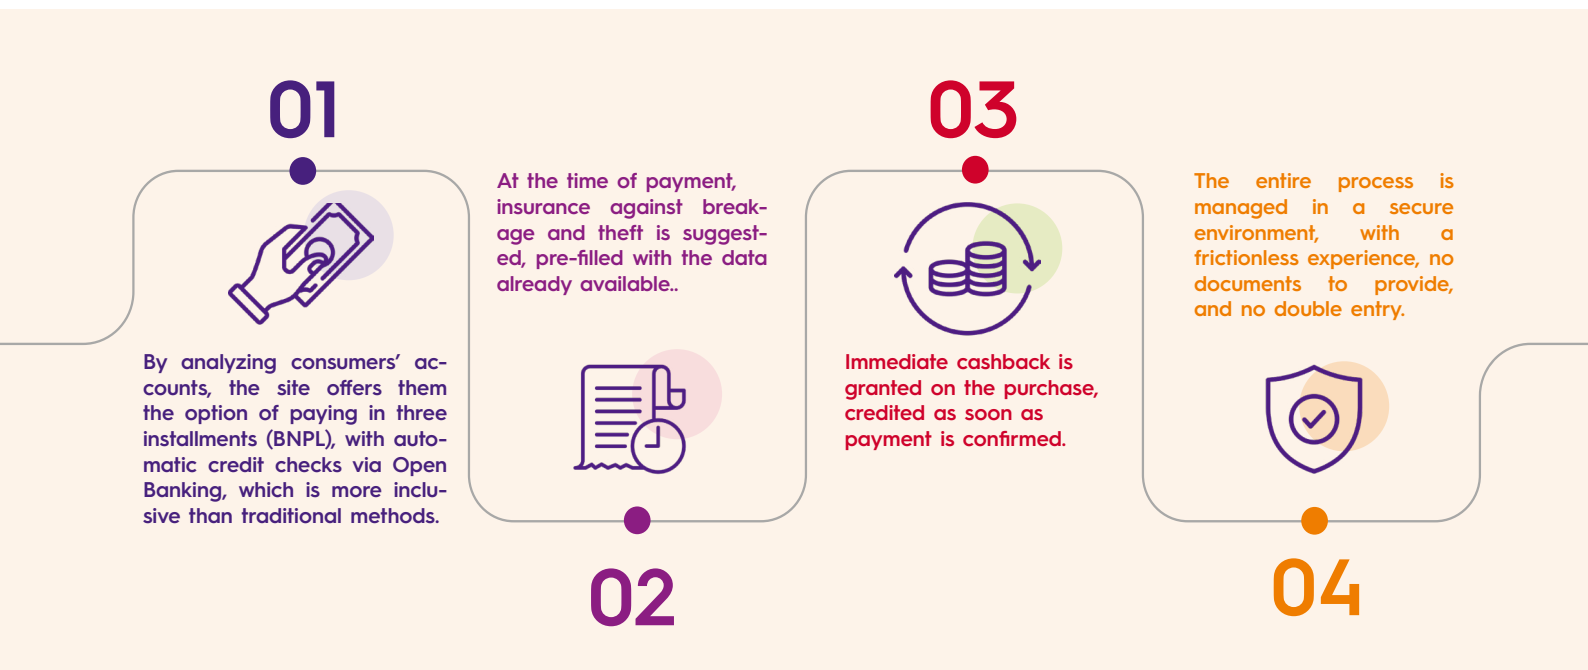 01
By analyzing consumers' ac-
counts, the site offers them
the option of paying in three
installments (BNPL), with auto-
matic credit checks via Open
Banking, which is more inclu-
sive than traditional methods.
At the time of payment,
insurance against break-
age and theft is suggest-
ed, pre-filled with the data
already available..
02
03
Immediate cashback is
granted on the purchase,
credited as soon as
payment is confirmed.
The entire process is
managed in a secure
environment, with a
frictionless experience, no
documents to provide,
and no double entry.
04